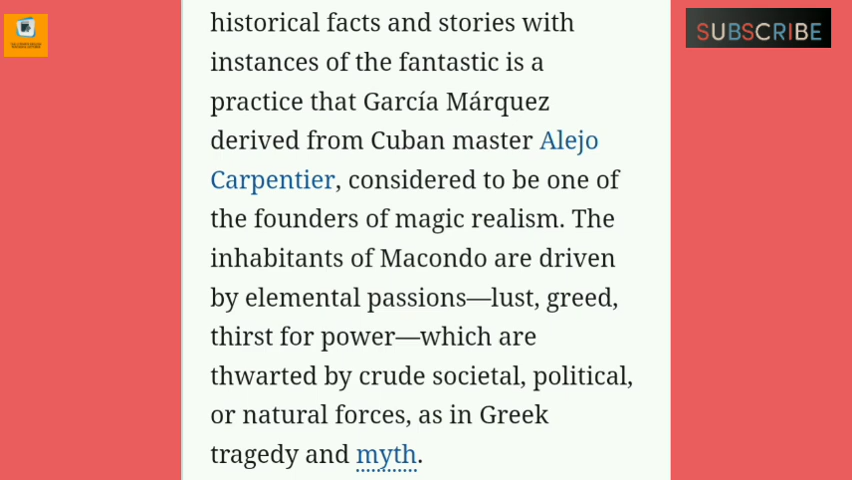 historical facts and stories with
instances of the fantastic is a
practice that García Márquez
derived from Cuban master Alejo
Carpentier, considered to be one of
the founders of magic realism. The
inhabitants of Macondo are driven
by elemental passions—lust, greed,
thirst for power—which are
thwarted by crude societal, political,
or natural forces, as in Greek
tragedy and myth.
SUBSCRIBE